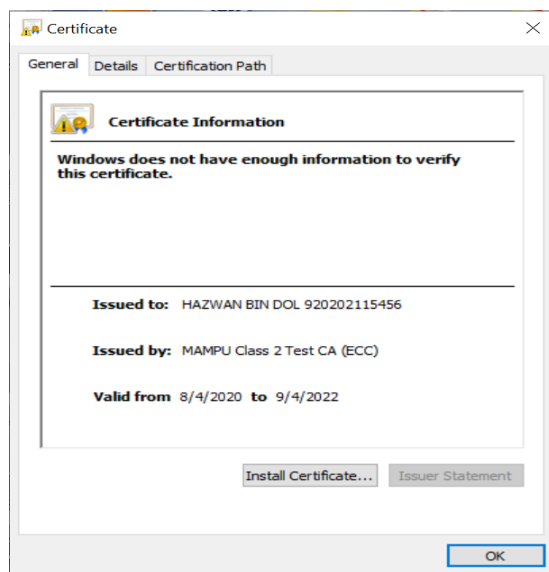 Certificate
General Details Certification Path
Certificate Information
Windows does not have enough information to verify
this certificate.
Issued to: HAZWAN BIN DOL 920202115456
Issued by: MAMPU Class 2 Test CA (ECC)
Valid from 8/4/2020 to 9/4/2022
Install Certificate... Issuer Statement
OK